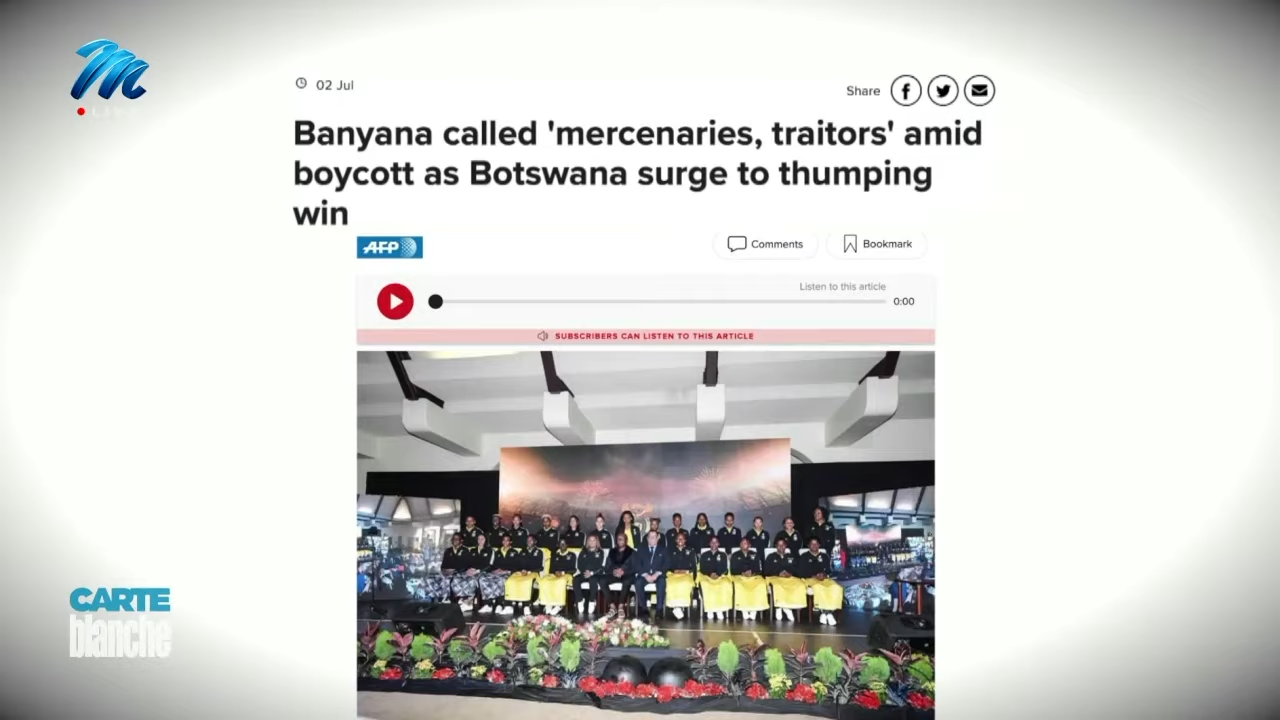 02 Jul
Share
Banyana called 'mercenaries, traitors' amid
boycott as Botswana surge to thumping
win
AFP
Comments
Bookmark
Listen to this article
0:00
SUBSCRIBERS CAN LISTEN TO THIS ARTICLE
CARTE
blanche